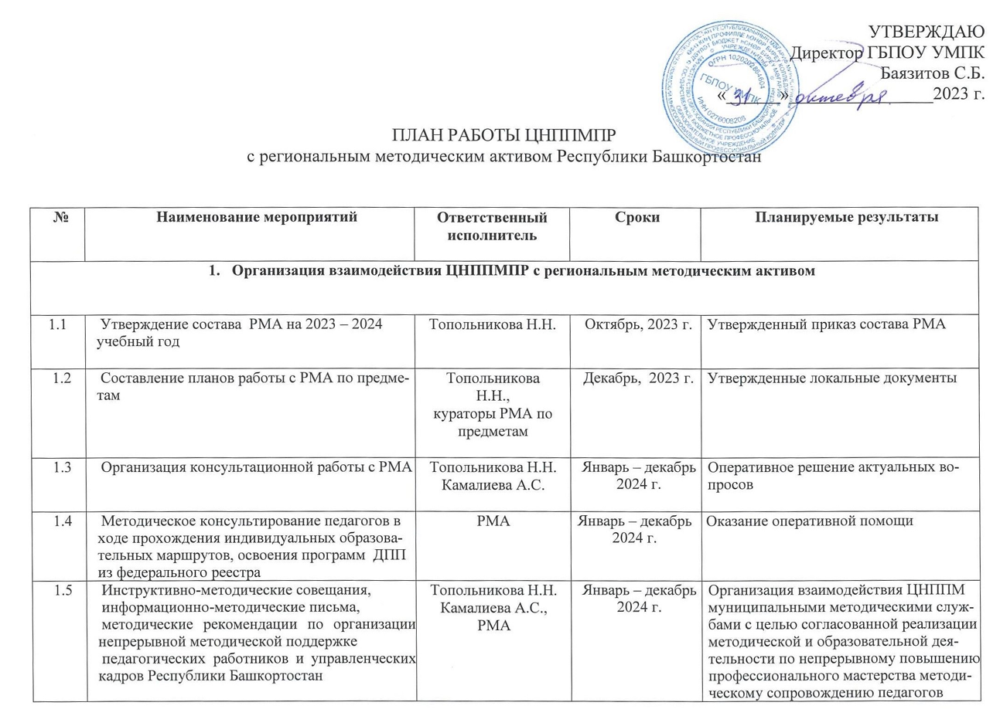 УТВЕРЖДАЮ
Директор ГБПОУ УМПК
Баязитов С.Б.
« 31 » октября 2023 г.
ОГРН 1020202864604
ГБПОУ УМПК
ИНН 0276008208
ПЛАН РАБОТЫ ЦНППМПР
с региональным методическим активом Республики Башкортостан
№ Наименование мероприятий Ответственный исполнитель Сроки Планируемые результаты
1. Организация взаимодействия ЦНППМПР с региональным методическим активом
1.1
Утверждение состава РМА на 2023 – 2024
учебный год
Топольникова Н.Н.
Октябрь, 2023 г.
Утвержденный приказ состава РМА
1.2
Составление планов работы с РМА по предме-
там
Топольникова
Н.Н.,
кураторы РМА по
предметам
Декабрь, 2023 г.
Утвержденные локальные документы
1.3
Организация консультационной работы с РМА
Топольникова Н.Н.
Камалиева А.С.
Январь – декабрь
2024 г.
Оперативное решение актуальных во-
просов
1.4
Методическое консультирование педагогов в
ходе прохождения индивидуальных образова-
тельных маршрутов, освоения программ ДПП
из федерального реестра
РМА
Январь – декабрь
2024 г.
Оказание оперативной помощи
1.5
Инструктивно-методические совещания,
информационно-методические письма,
методические рекомендации по организации
непрерывной методической поддержке
педагогических работников и управленческих
кадров Республики Башкортостан
Топольникова Н.Н.
Камалиева А.С.,
РМА
Январь – декабрь
2024 г.
Организация взаимодействия ЦНППМ
муниципальными методическими служ-
бами с целью согласованной реализации
методической и образовательной дея-
тельности по непрерывному повышению
профессионального мастерства методи-
ческому сопровождению педагогов